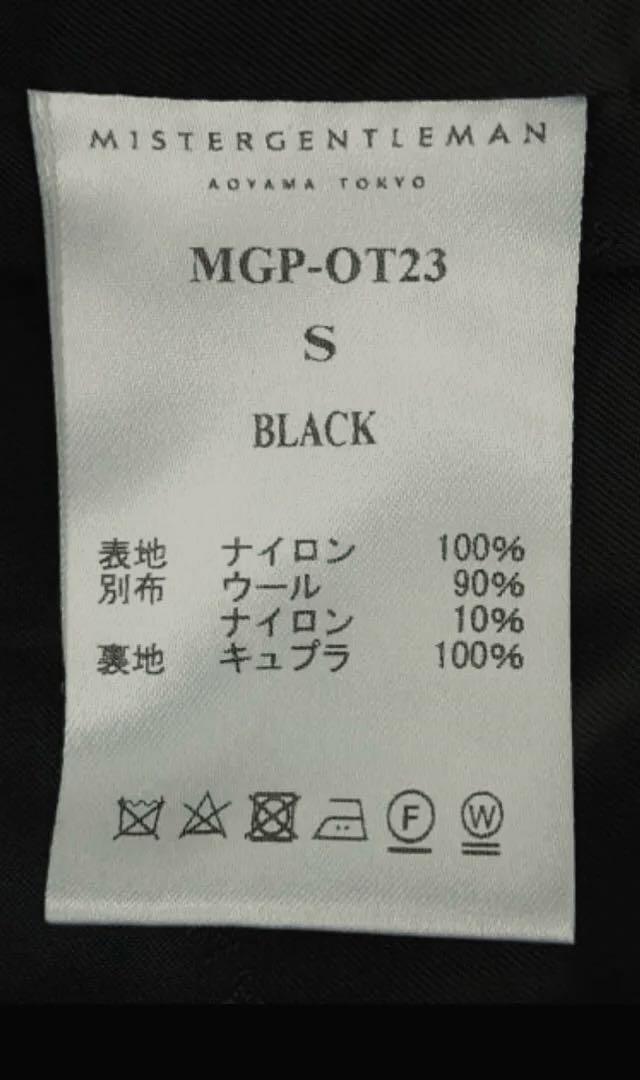 MISTERGENTLEMAN
AOYAMA TOKYO
MGP-OT23
S
BLACK
表地 ナイロン 100%
別布 ウール 90%
ナイロン 10%
裏地 キュプラ 100%
F W